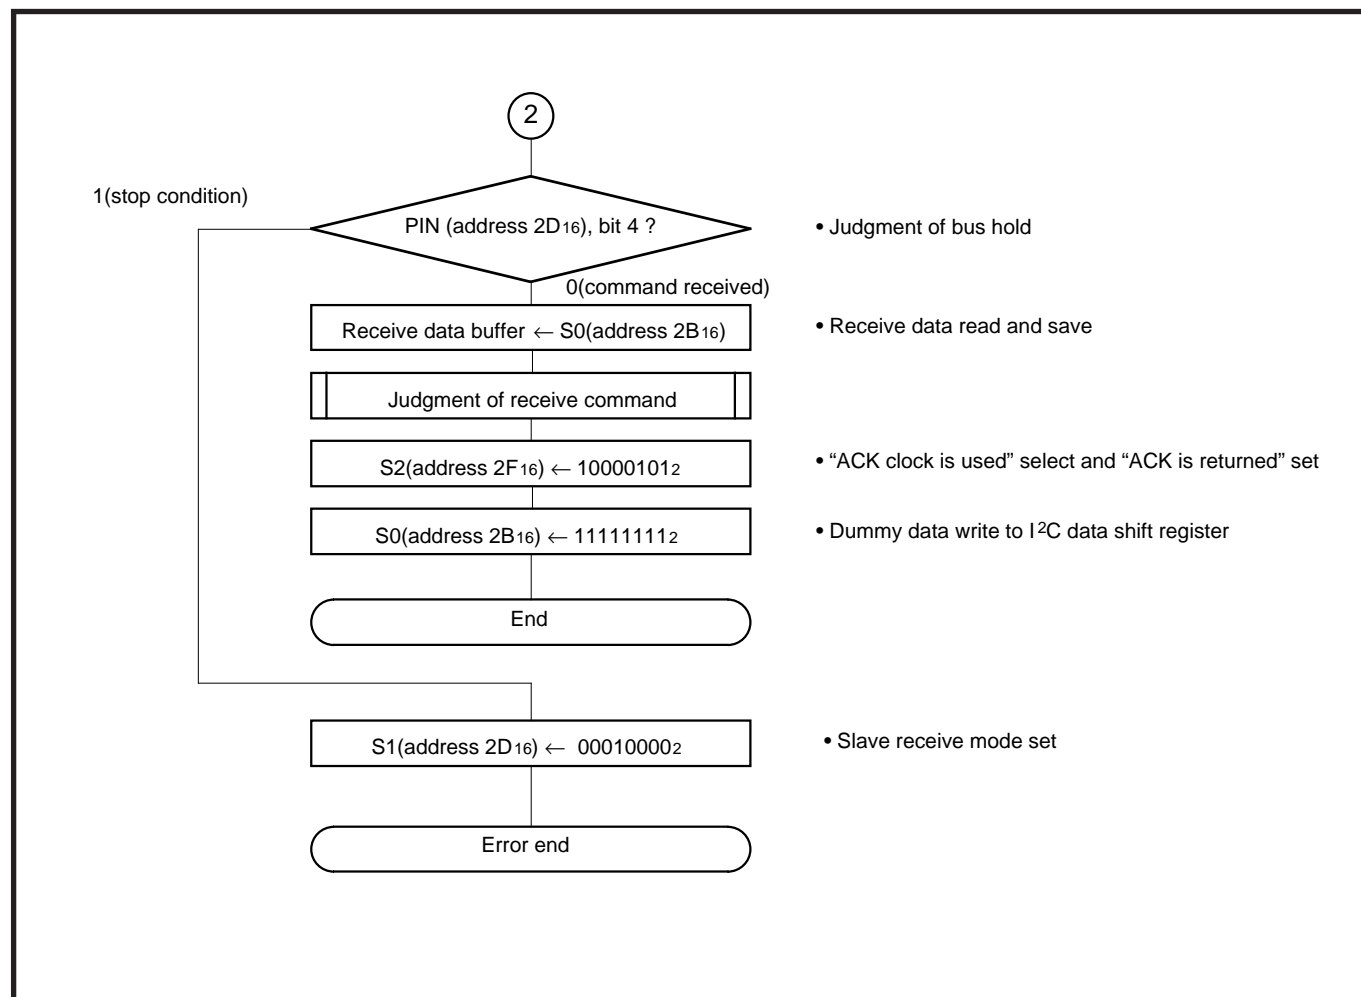 2
1(stop condition)
PIN (address 2D16), bit 4 ?
• Judgment of bus hold
0(command received)
Receive data buffer ← S0(address 2B16)
• Receive data read and save
Judgment of receive command
S2(address 2F16) ← 100001012
• “ACK clock is used” select and “ACK is returned” set
S0(address 2B16) ← 111111112
• Dummy data write to I2C data shift register
End
S1(address 2D16) ← 000100002
• Slave receive mode set
Error end